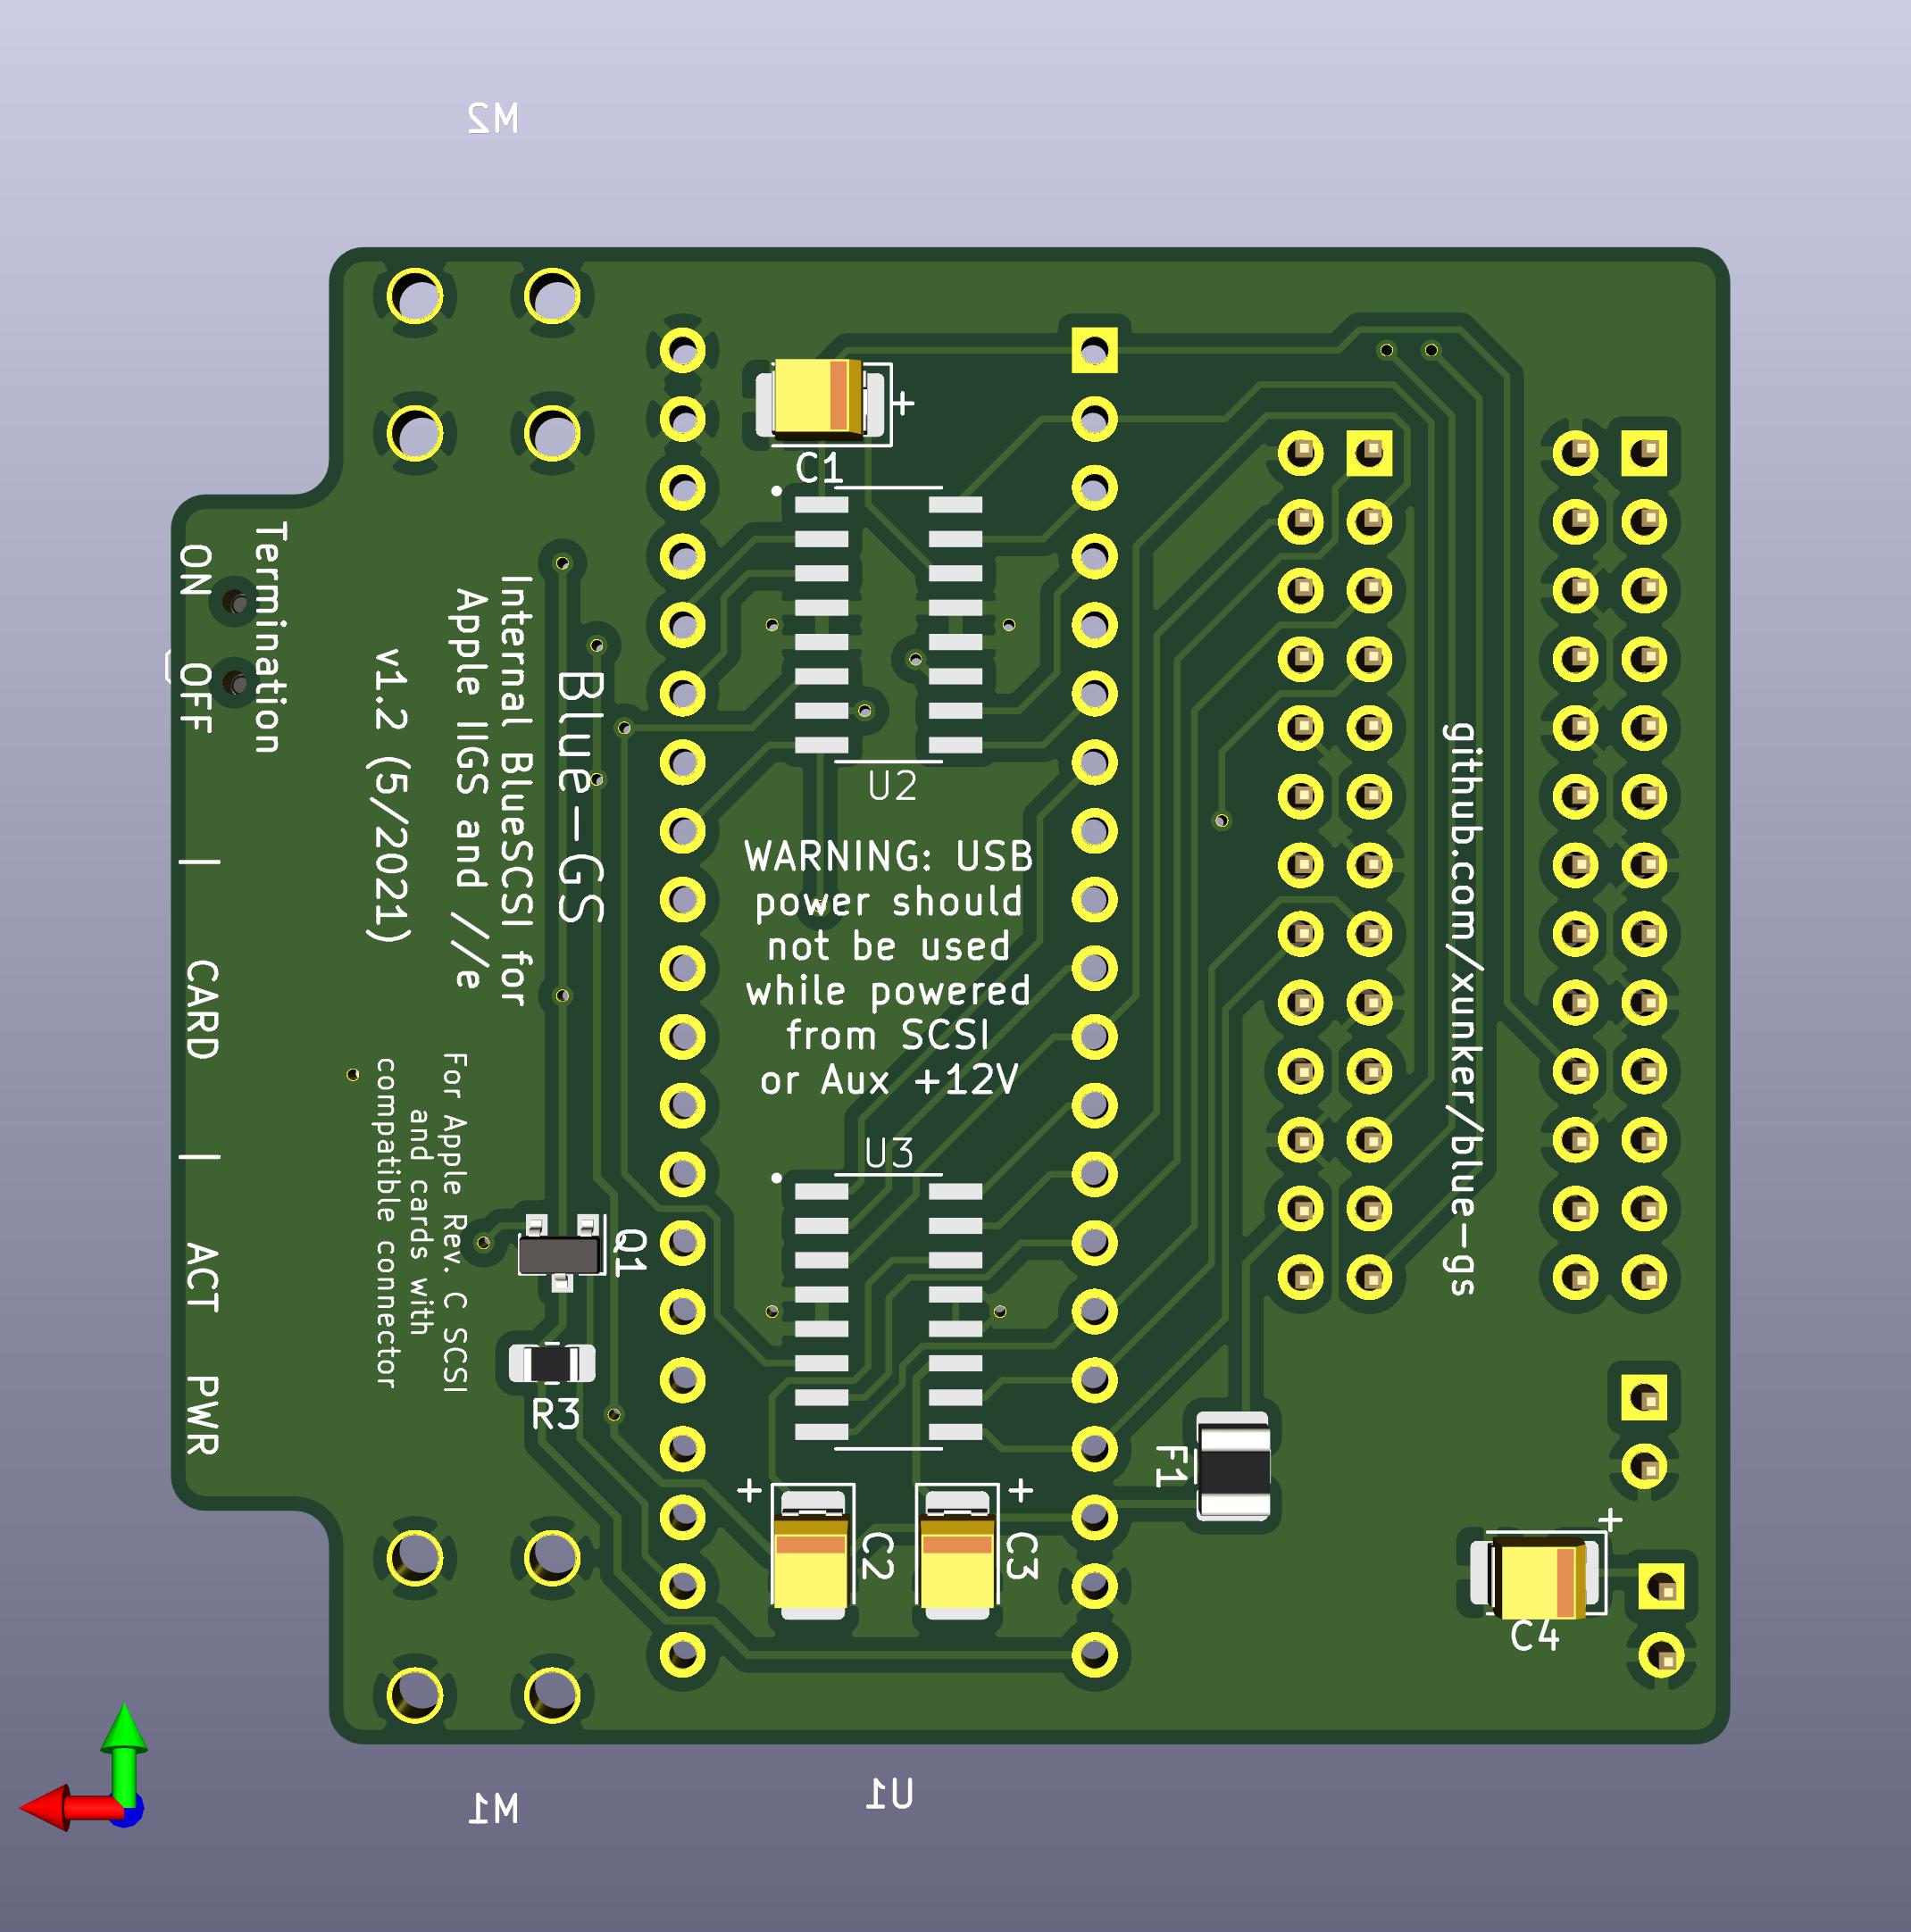 M2
+
C1
U2
WARNING: USB
power should
not be used
while powered
from SCSI
or Aux +12V
U3
Termination
ON
OFF
|
CARD
|
ACT
PWR
Blue-GS
Internal BlueSCSI for
Apple IIGS and //e
v1.2 (5/2021)
For Apple Rev. C SCSI
and cards with
compatible connector
Q1
R3
+
C2
+
C3
F1
github.com/xunker/blue-gs
+
C4
M1
U1